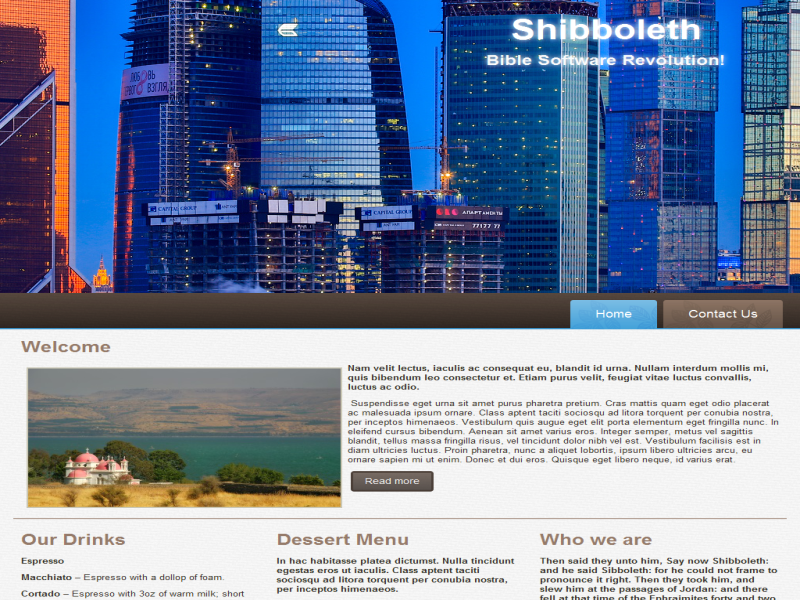 Shibboleth
Bible Software Revolution!
ЛЮБОВЬ
ВЗГЛЯ
CAPITAL GROUP
CAPITAL GROUP
АПАРТАМЕНТЫ
77177 77
Home
Contact Us
Welcome
Nam velit lectus, iaculis ac consequat eu, blandit id urna. Nullam interdum mollis mi,
quis bibendum leo consectetur et. Etiam purus velit, feugiat vitae luctus convallis,
luctus ac odio.
Suspendisse eget urna sit amet purus pharetra pretium. Cras mattis quam eget odio placerat
ac malesuada ipsum ornare. Class aptent taciti sociosqu ad litora torquent per conubia nostra,
per inceptos himenaeos. Vestibulum quis augue eget elit porta elementum eget fringilla nunc. In
eleifend cursus bibendum. Aenean sit amet varius eros. Integer semper, metus vel sagittis
blandit, tellus massa fringilla risus, vel tincidunt dolor nibh vel est. Vestibulum facilisis est in
diam ultricies luctus. Proin pharetra, nunc a aliquet lobortis, ipsum libero ultricies arcu, eu
ornare sapien mi ut enim. Donec et dui eros. Quisque eget libero neque, id varius erat.
Read more
Our Drinks
Espresso
Macchiato – Espresso with a dollop of foam.
Cortado – Espresso with 3oz of warm milk; short
Dessert Menu
In hac habitasse platea dictumst. Nulla tincidunt
egestas eros ut iaculis. Class aptent taciti
sociosqu ad litora torquent per conubia nostra,
per inceptos himenaeos.
Who we are
Then said they unto him, Say now Shibboleth:
and he said Sibboleth: for he could not frame to
pronounce it right. Then they took him, and
slew him at the passages of Jordan: and there
fell at that time of the Ephraimites forty and two